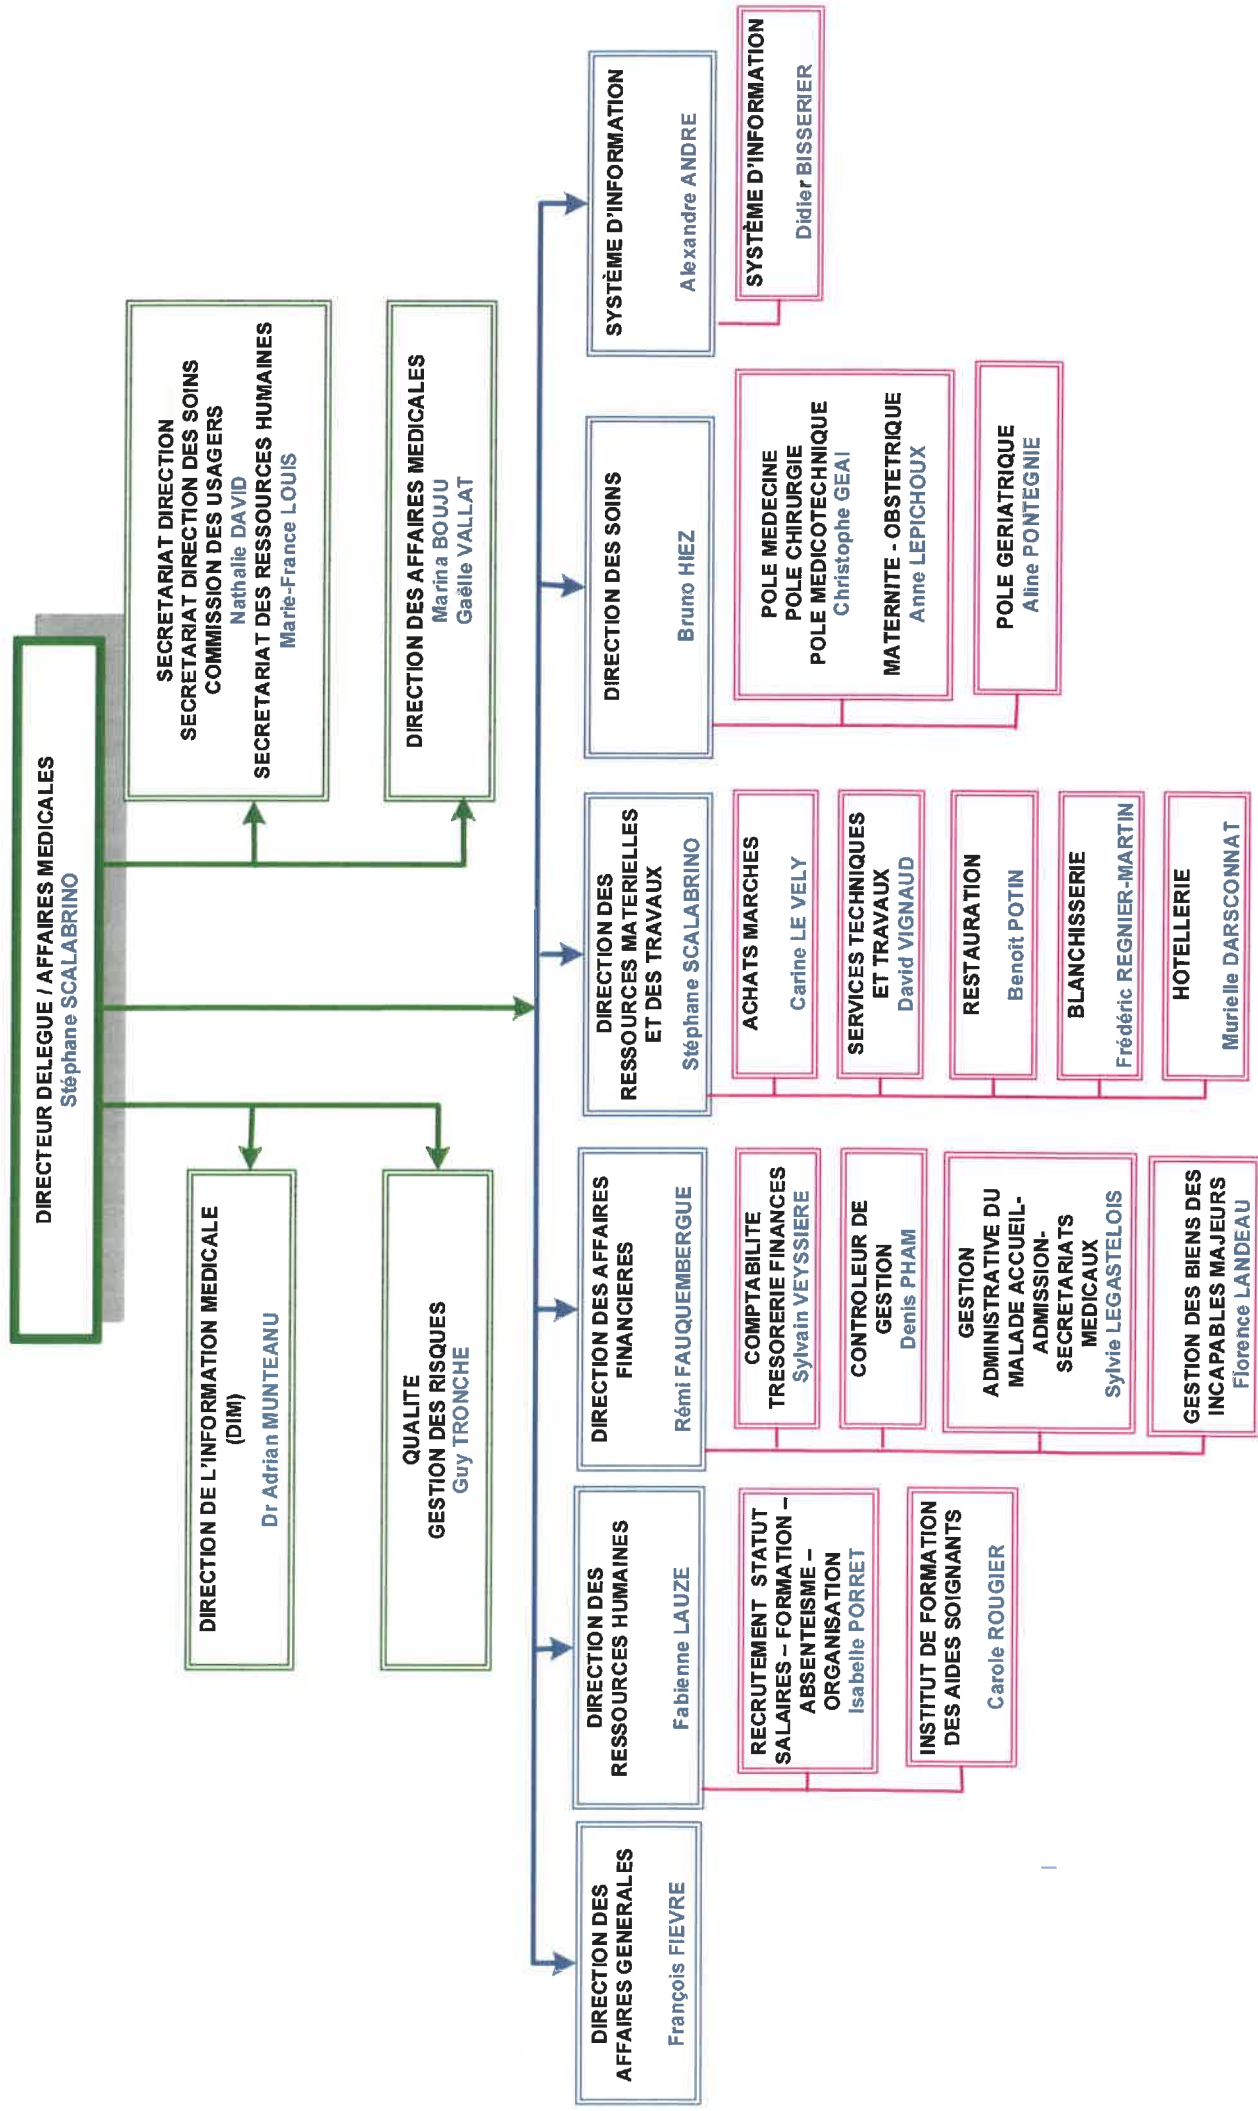 DIRECTEUR DELEGUE / AFFAIRES MEDICALES
Stéphane SCALABRINO
DIRECTION DE L'INFORMATION MEDICALE
(DIM)
Dr Adrian MUNTEANU
QUALITE
GESTION DES RISQUES
Guy TRONCHE
SECRETARIAT DIRECTION
SECRETARIAT DIRECTION DES SOINS
COMMISSION DES USAGERS
Nathalie DAVID
SECRETARIAT DES RESSOURCES HUMAINES
Marie-France LOUIS
DIRECTION DES AFFAIRES MEDICALES
Marina BOUJU
Gaëlle VALLAT
DIRECTION DES
AFFAIRES GENERALES
François FIEVRE
DIRECTION DES
RESSOURCES HUMAINES
Fabienne LAUZE
RECRUTEMENT STATUT
SALAIRES – FORMATION –
ABSENTEISME –
ORGANISATION
Isabelle PORRET
INSTITUT DE FORMATION
DES AIDES SOIGNANTS
Carole ROUGIER
DIRECTION DES AFFAIRES
FINANCIERES
Rémi FAUQUEMBERGUE
COMPTABILITE
TRESORERIE FINANCES
Sylvain VEYSSIERE
CONTROLEUR DE
GESTION
Denis PHAM
GESTION
ADMINISTRATIVE DU
MALADE ACCUEIL-
ADMISSION-
SECRETARIATS
MEDICAUX
Sylvie LEGASTELOIS
GESTION DES BIENS DES
INCAPABLES MAJEURS
Florence LANDEAU
DIRECTION DES
RESSOURCES MATERIELLES
ET DES TRAVAUX
Stéphane SCALABRINO
ACHATS MARCHES
Carine LE VELY
SERVICES TECHNIQUES
ET TRAVAUX
David VIGNAUD
RESTAURATION
Benoît POTIN
BLANCHISSERIE
Frédéric REGNIER-MARTIN
HOTELLERIE
Murielle DARSCONNAT
DIRECTION DES SOINS
Bruno HIEZ
POLE MEDECINE
POLE CHIRURGIE
POLE MEDICOTECHNIQUE
Christophe GEAI
MATERNITE - OBSTETRIQUE
Anne LEPICHOUX
POLE GERIATRIQUE
Aline PONTEGNIE
SYSTÈME D'INFORMATION
Alexandre ANDRE
SYSTÈME D'INFORMATION
Didier BISSERIER